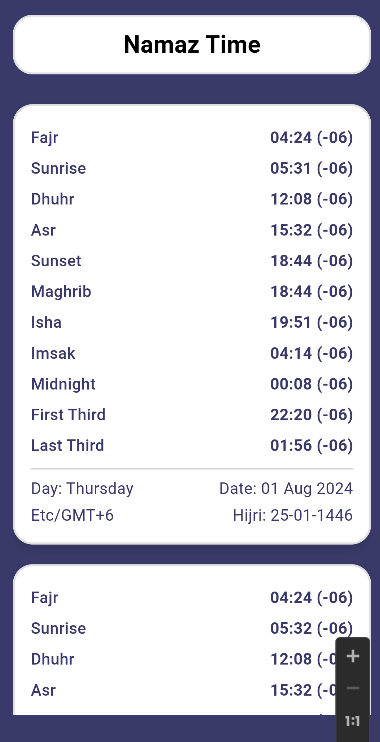 Namaz Time
Fajr 04:24 (-06)
Sunrise 05:31 (-06)
Dhuhr 12:08 (-06)
Asr 15:32 (-06)
Sunset 18:44 (-06)
Maghrib 18:44 (-06)
Isha 19:51 (-06)
Imsak 04:14 (-06)
Midnight 00:08 (-06)
First Third 22:20 (-06)
Last Third 01:56 (-06)
Day: Thursday Date: 01 Aug 2024
Etc/GMT+6 Hijri: 25-01-1446
Fajr 04:24 (-06)
Sunrise 05:32 (-06)
Dhuhr 12:08 (-0
Asr 15:32 (-0
1:1